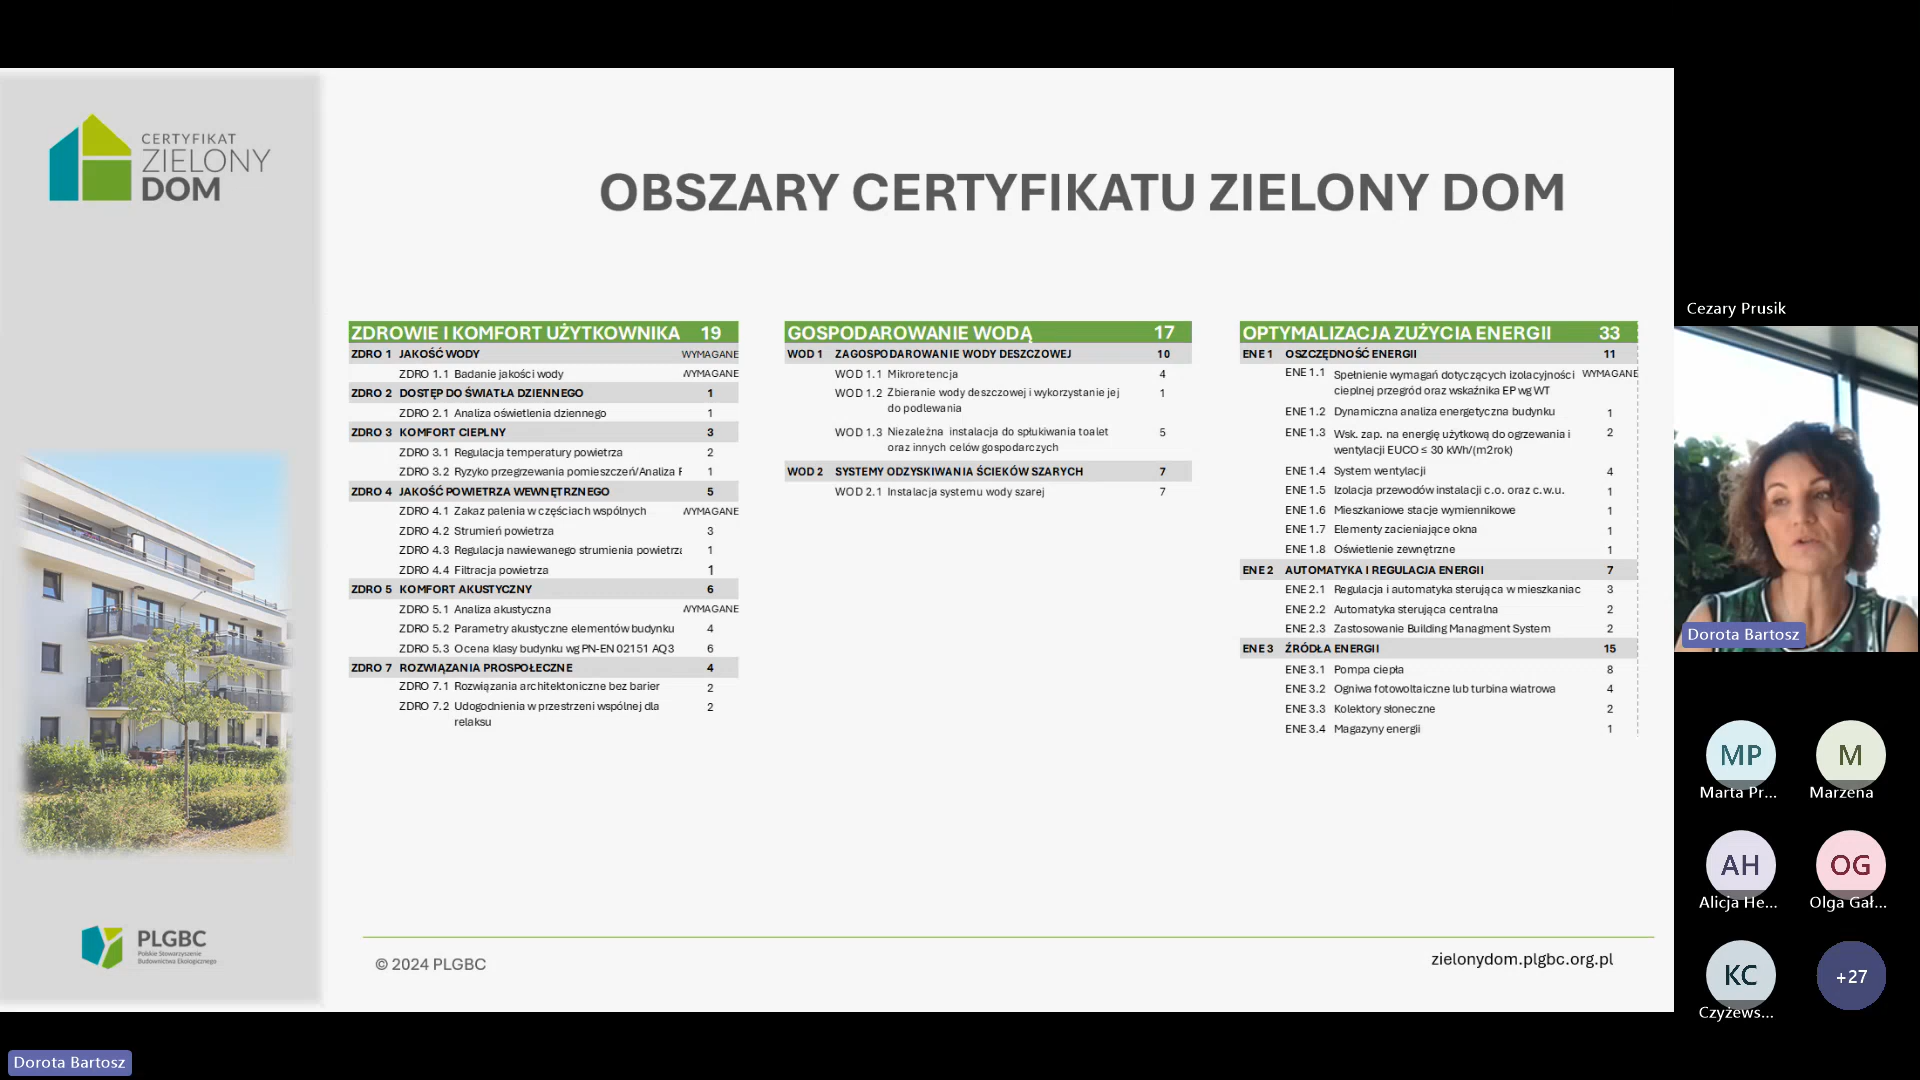 CERTYFIKAT
ZIELONY
DOM
OBSZARY CERTYFIKATU ZIELONY DOM
ZDROWIE I KOMFORT UŻYTKOWNIKA 19
ZDRO 1 JAKOŚĆ WODY WYMAGANE
ZDRO 1.1 Badanie jakości wody WYMAGANE
ZDRO 2 DOSTĘP DO ŚWIATŁA DZIENNEGO 1
ZDRO 2.1 Analiza oświetlenia dziennego 1
ZDRO 3 KOMFORT CIEPLNY 3
ZDRO 3.1 Regulacja temperatury powietrza 2
ZDRO 3.2 Ryzyko przegrzewania pomieszczeń/Analiza 1
ZDRO 4 JAKOŚĆ POWIETRZA WEWNĘTRZNEGO 5
ZDRO 4.1 Zakaz palenia w częściach wspólnych WYMAGANE
ZDRO 4.2 Strumień powietrza 3
ZDRO 4.3 Regulacja nawiewanego strumienia powietrza 1
ZDRO 4.4 Filtracja powietrza 1
ZDRO 5 KOMFORT AKUSTYCZNY 6
ZDRO 5.1 Analiza akustyczna WYMAGANE
ZDRO 5.2 Parametry akustyczne elementów budynku 4
ZDRO 5.3 Ocena klasy budynku wg PN-EN 02151 AQ3 6
ZDRO 7 ROZWIĄZANIA PROSPOŁECZNE 4
ZDRO 7.1 Rozwiązania architektoniczne bez barier 2
ZDRO 7.2 Udogodnienia w przestrzeni wspólnej dla 2
relaksu
GOSPODAROWANIE WODĄ 17
WOD 1 ZAGOSPODAROWANIE WODY DESZCZOWEJ 10
WOD 1.1 Mikroretencja 4
WOD 1.2 Zbieranie wody deszczowej i wykorzystanie jej 1
do podlewania
WOD 1.3 Niezależna instalacja do spłukiwania toalet 5
oraz innych celów gospodarczych
WOD 2 SYSTEMY ODZYSKIWANIA ŚCIEKÓW SZARYCH 7
WOD 2.1 Instalacja systemu wody szarej 7
OPTYMALIZACJA ZUŻYCIA ENERGII 33
ENE 1 OSZCZĘDNOŚĆ ENERGII 11
ENE 1.1 Spełnienie wymagań dotyczących izolacyjności WYMAGANE
cieplnej przegród oraz wskaźnika EP wg WT
ENE 1.2 Dynamiczna analiza energetyczna budynku 1
ENE 1.3 Wsk. zap. na energię użytkową do ogrzewania i 2
wentylacji EUCO ≤ 30 kWh/(m2rok)
ENE 1.4 System wentylacji 4
ENE 1.5 Izolacja przewodów instalacji c.o. oraz c.w.u. 1
ENE 1.6 Mieszkaniowe stacje wymiennikowe 1
ENE 1.7 Elementy zacieniające okna 1
ENE 1.8 Oświetlenie zewnętrzne 1
ENE 2 AUTOMATYKA I REGULACJA ENERGII 7
ENE 2.1 Regulacja i automatyka sterująca w mieszkaniac 3
ENE 2.2 Automatyka sterująca centralna 2
ENE 2.3 Zastosowanie Building Managment System 2
ENE 3 ŹRÓDŁA ENERGII 15
ENE 3.1 Pompa ciepła 8
ENE 3.2 Ogniwa fotowoltaiczne lub turbina wiatrowa 4
ENE 3.3 Kolektory słoneczne 2
ENE 3.4 Magazyny energii 1
PLGBC
Polskie Stowarzyszenie
Budownictwa Ekologicznego
© 2024 PLGBC
zielonydom.plgbc.org.pl
Cezary Prusik
Dorota Bartosz
MP
Marta Pr...
M
Marzena
AH
Alicja He...
OG
Olga Gał...
KC
Czyżews...
+27
Dorota Bartosz